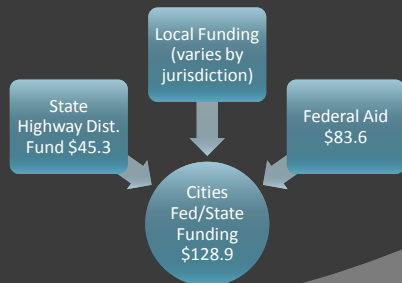 Local Funding
(varies by
jurisdiction)
State
Highway Dist.
Fund $45.3
Federal Aid
$83.6
Cities
Fed/State
Funding
$128.9